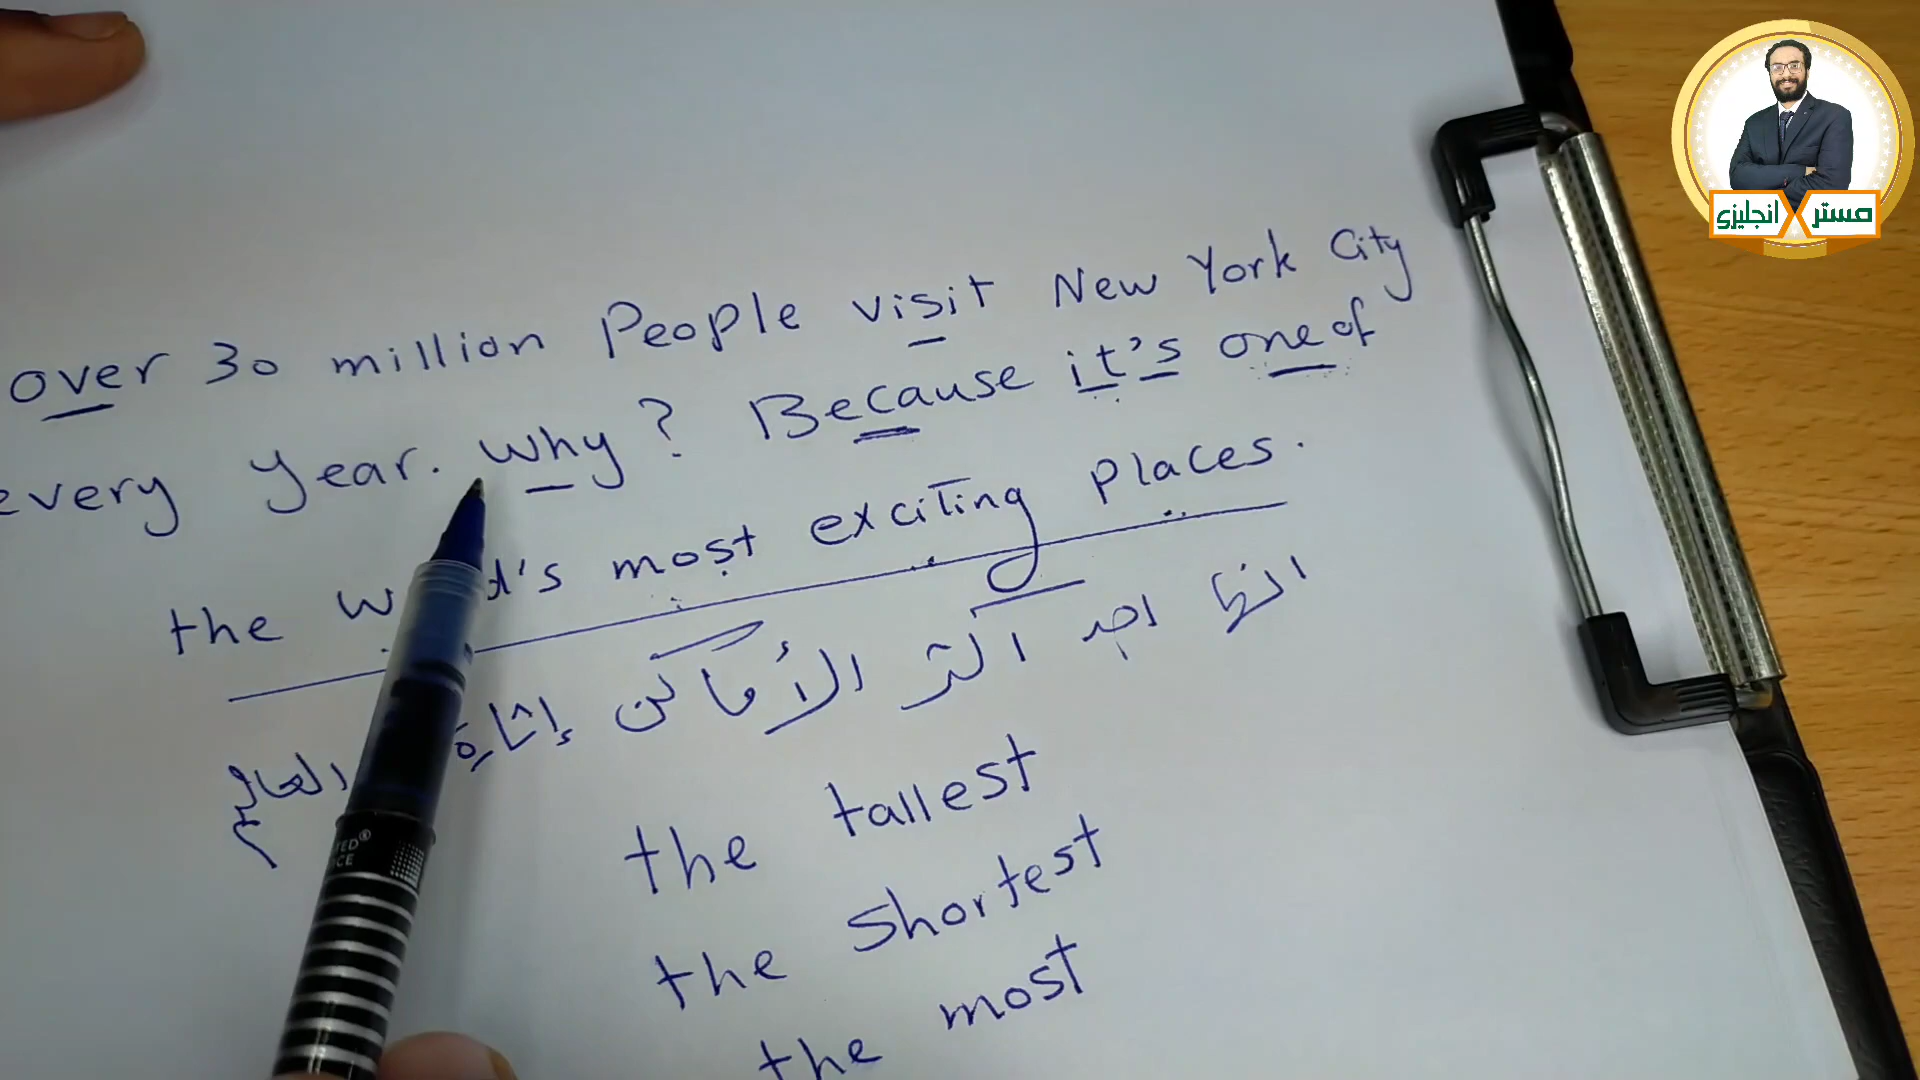 مستر X انجليزي
over 30 million People visit New York City
every year. Why? Because it's one of
the w d's most exciting Places.
انها احد اكثر الأماكن إثارة العالم
the tallest
the shortest
the most